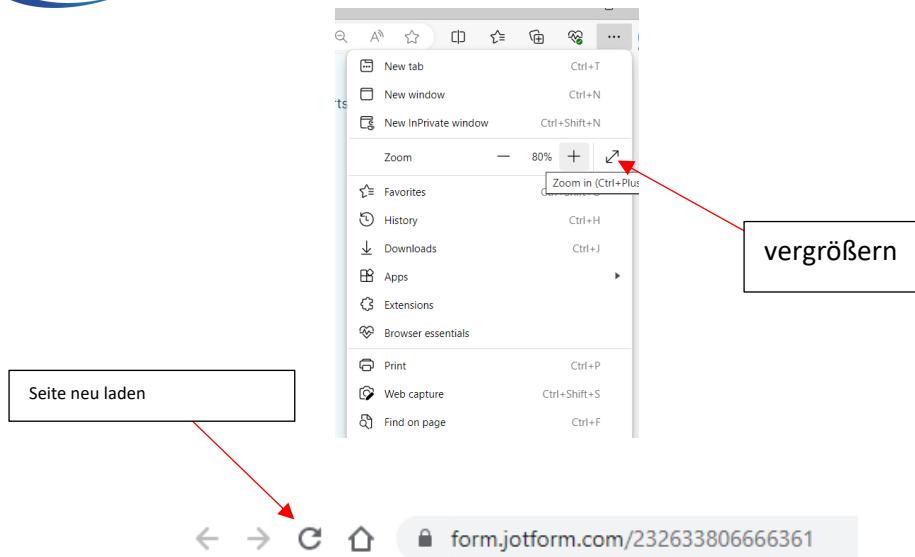 New tab Ctrl+T
New window Ctrl+N
ts
New InPrivate window Ctrl+Shift+N
Zoom 80%
Zoom in (Ctrl+Plus
Favorites
History Ctrl+H
Downloads Ctrl+J
vergrößern
Apps
Extensions
Browser essentials
Print Ctrl+P
Seite neu laden
Web capture Ctrl+Shift+S
Find on page Ctrl+F
form.jotform.com/232633806666361